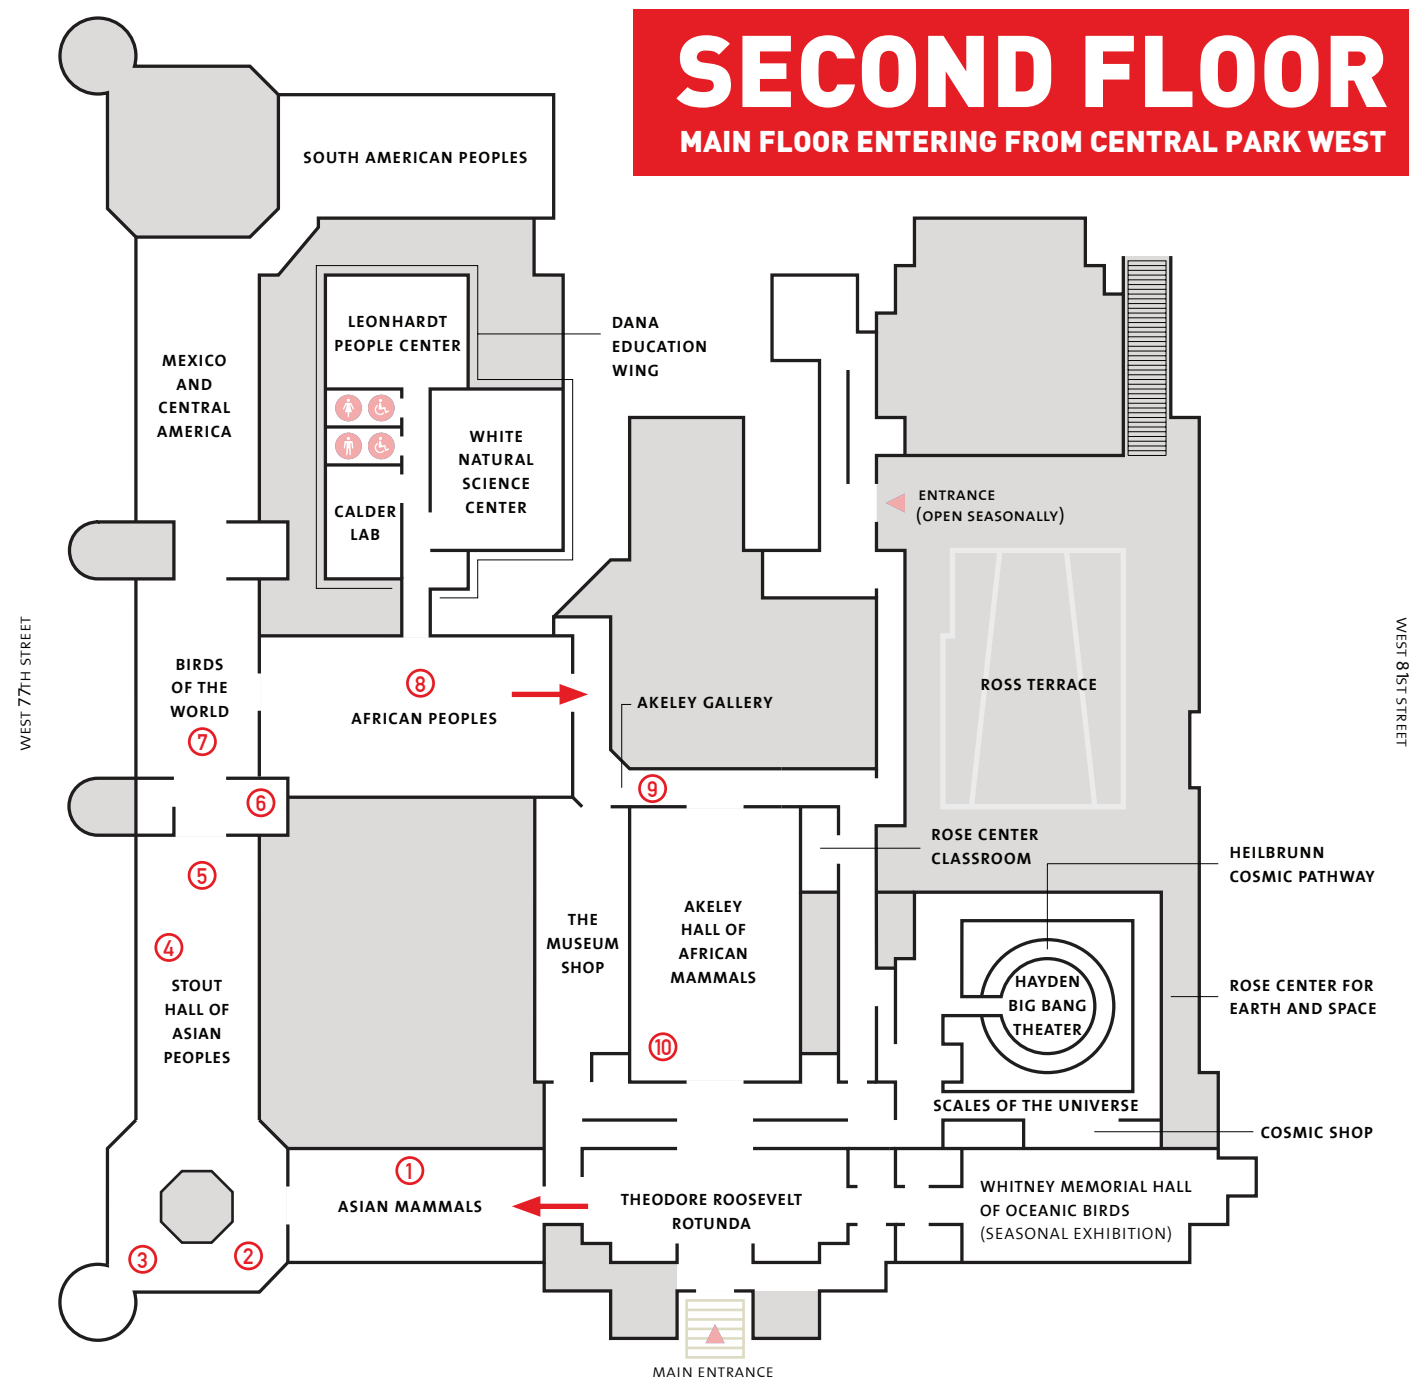 SECOND FLOOR
MAIN FLOOR ENTERING FROM CENTRAL PARK WEST
SOUTH AMERICAN PEOPLES
LEONHARDT
PEOPLE CENTER
DANA
EDUCATION
WING
MEXICO
AND
CENTRAL
AMERICA
WHITE
NATURAL
SCIENCE
CENTER
CALDER
LAB
ENTRANCE
(OPEN SEASONALLY)
WEST 77TH STREET
WEST 81ST STREET
BIRDS
OF THE
WORLD
7
8
AFRICAN PEOPLES
AKELEY GALLERY
ROSS TERRACE
9
6
5
ROSE CENTER
CLASSROOM
HEILBRUNN
COSMIC PATHWAY
4
STOUT
HALL OF
ASIAN
PEOPLES
THE
MUSEUM
SHOP
AKELEY
HALL OF
AFRICAN
MAMMALS
10
HAYDEN
BIG BANG
THEATER
ROSE CENTER FOR
EARTH AND SPACE
SCALES OF THE UNIVERSE
COSMIC SHOP
1
ASIAN MAMMALS
THEODORE ROOSEVELT
ROTUNDA
WHITNEY MEMORIAL HALL
OF OCEANIC BIRDS
(SEASONAL EXHIBITION)
3
2
MAIN ENTRANCE